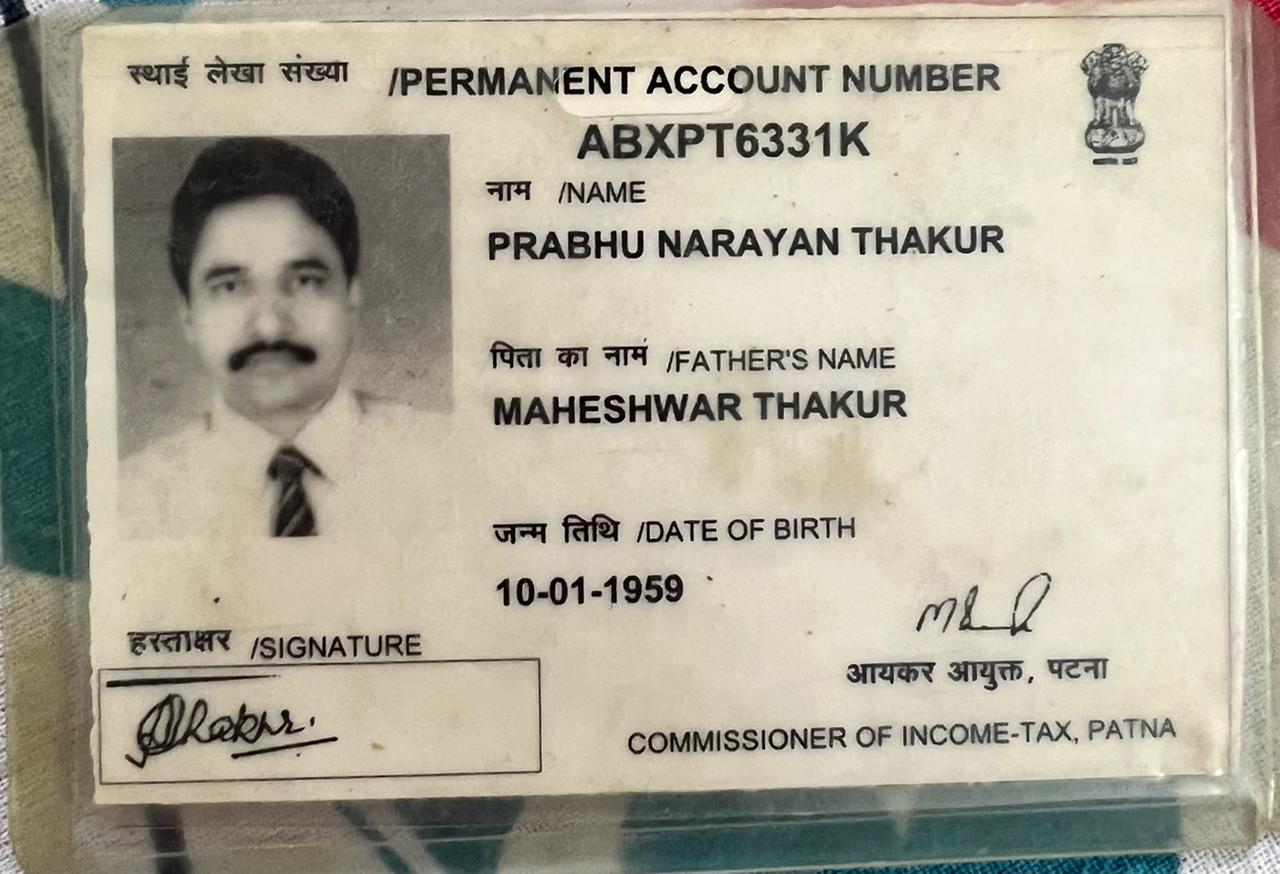 स्थाई लेखा संख्या /PERMANENT ACCOUNT NUMBER
ABXPT6331K
नाम /NAME
PRABHU NARAYAN THAKUR
पिता का नाम /FATHER'S NAME
MAHESHWAR THAKUR
जन्म तिथि /DATE OF BIRTH
10-01-1959
हस्ताक्षर /SIGNATURE
आयकर आयुक्त, पटना
COMMISSIONER OF INCOME-TAX, PATNA